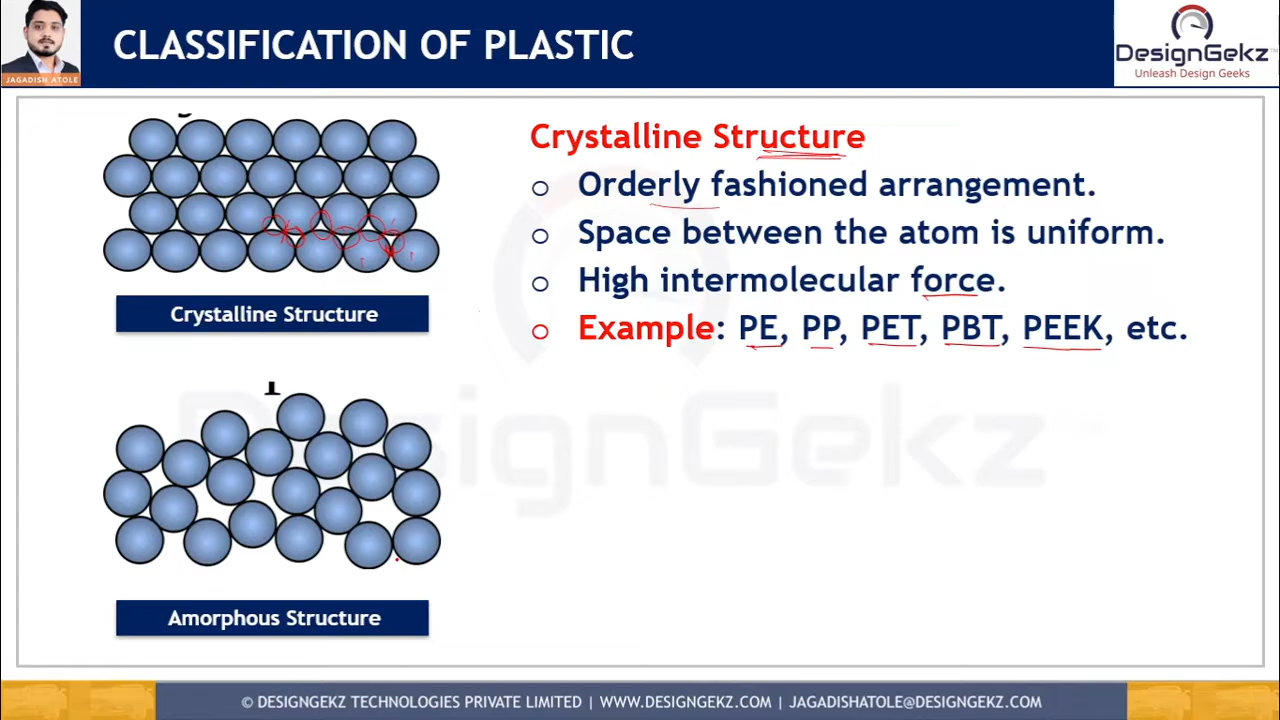 CLASSIFICATION OF PLASTIC
JAGADISH ATOLE
DesignGekz™
Unleash Design Geeks
Crystalline Structure
o Orderly fashioned arrangement.
o Space between the atom is uniform.
o High intermolecular force.
o Example: PE, PP, PET, PBT, PEEK, etc.
Crystalline Structure
Amorphous Structure
DesignGekz™
© DESIGNGEKZ TECHNOLOGIES PRIVATE LIMITED | WWW.DESIGNGEKZ.COM | JAGADISHATOLE@DESIGNGEKZ.COM